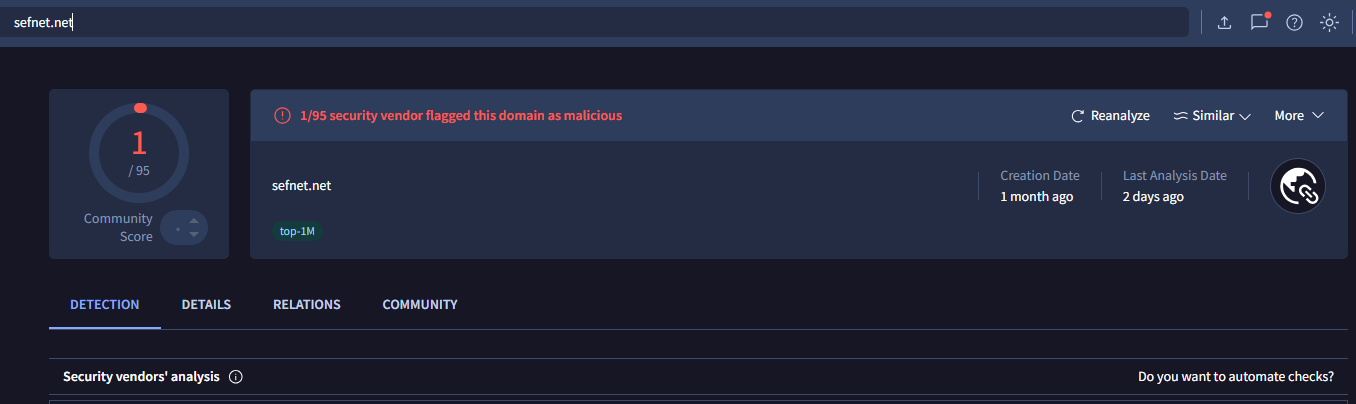 sefnet.net
1/95 security vendor flagged this domain as malicious
Reanalyze
Similar
More
1
/ 95
Community
Score
sefnet.net
top-1M
Creation Date
1 month ago
Last Analysis Date
2 days ago
DETECTION
DETAILS
RELATIONS
COMMUNITY
Security vendors' analysis
Do you want to automate checks?